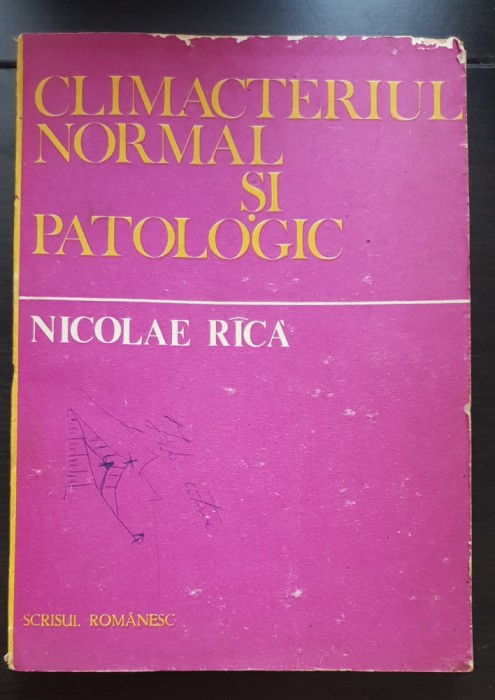 CLIMACTERIUL
NORMAL
ȘI
PATOLOGIC
NICOLAE RÎCĂ
SCRISUL ROMÂNESC